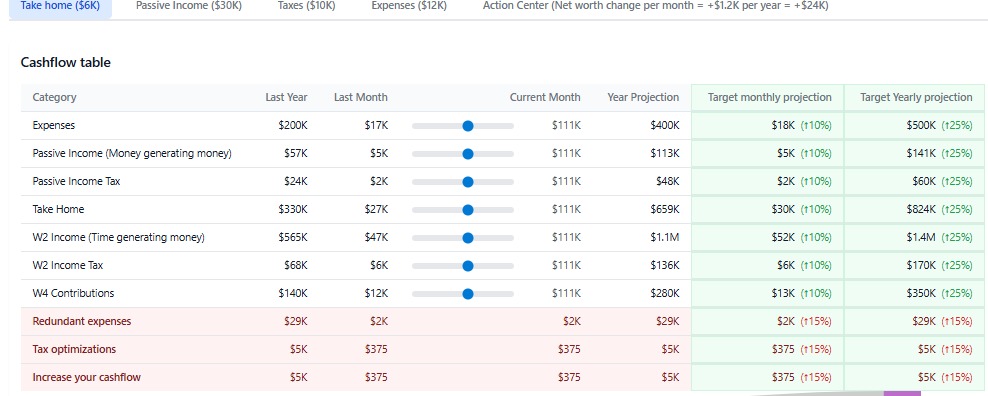 Take home ($6K) Passive Income ($30K) Taxes ($10K) Expenses ($12K) Action Center (Net worth change per month = +$1.2K per year = +$24K)
Cashflow table
Category Last Year Last Month Current Month Year Projection Target monthly projection Target Yearly projection
Expenses $200K $17K $111K $400K $18K (↑10%) $500K (↑25%)
Passive Income (Money generating money) $57K $5K $111K $113K $5K (↑10%) $141K (↑25%)
Passive Income Tax $24K $2K $111K $48K $2K (↑10%) $60K (↑25%)
Take Home $330K $27K $111K $659K $30K (↑10%) $824K (↑25%)
W2 Income (Time generating money) $565K $47K $111K $1.1M $52K (↑10%) $1.4M (↑25%)
W2 Income Tax $68K $6K $111K $136K $6K (↑10%) $170K (↑25%)
W4 Contributions $140K $12K $111K $280K $13K (↑10%) $350K (↑25%)
Redundant expenses $29K $2K $2K $29K $2K (↑15%) $29K (↑15%)
Tax optimizations $5K $375 $375 $5K $375 (↑15%) $5K (↑15%)
Increase your cashflow $5K $375 $375 $5K $375 (↑15%) $5K (↑15%)